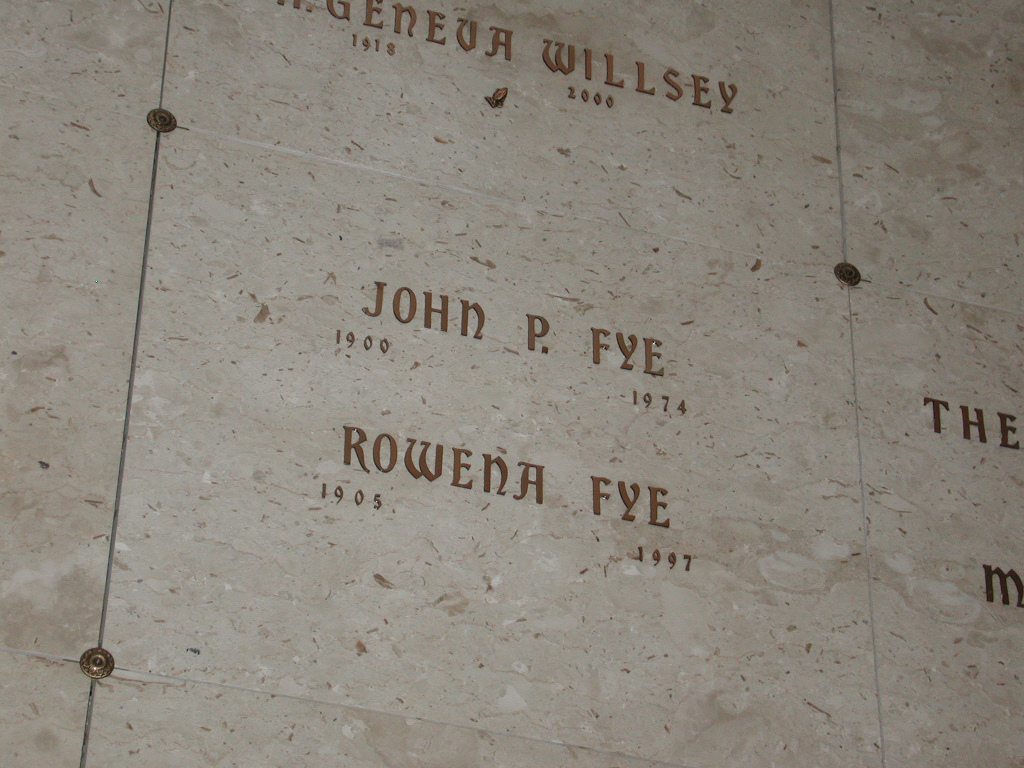 GENEVA WILLSEY
1918 2000
JOHN P. FYE
1900 1974
ROWENA FYE
1905 1997
THE